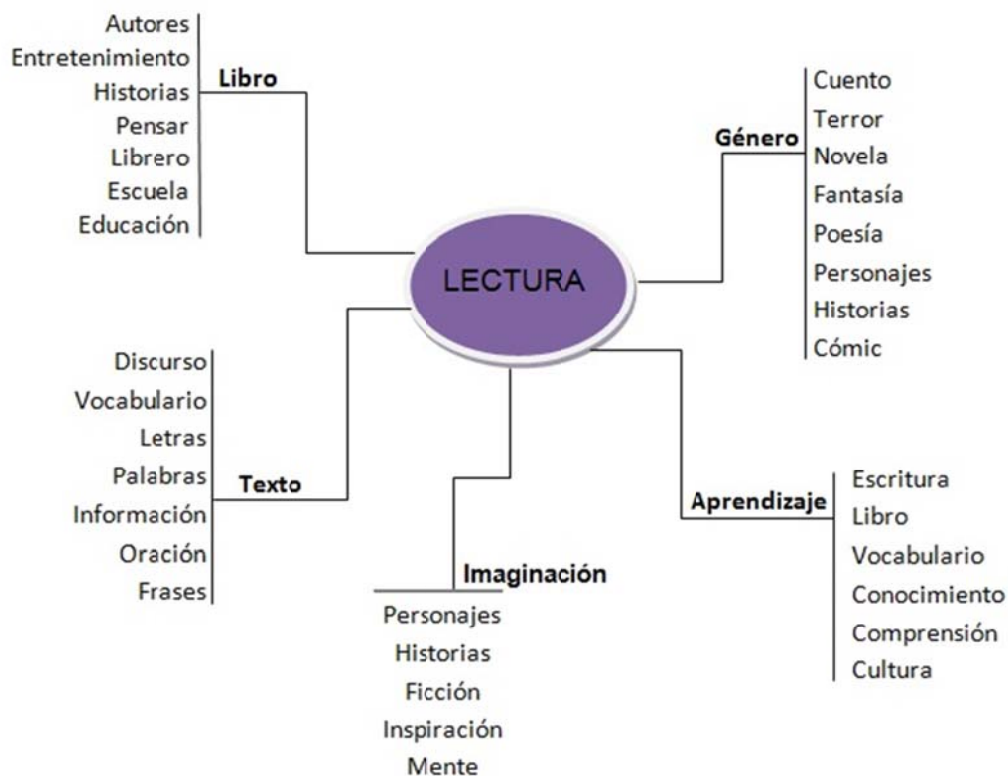 Autores
Entretenimiento
Historias
Pensar
Librero
Escuela
Educación
Libro
Género
Cuento
Terror
Novela
Fantasía
Poesía
Personajes
Historias
Cómic
LECTURA
Discurso
Vocabulario
Letras
Palabras
Información
Oración
Frases
Texto
Imaginación
Personajes
Historias
Ficción
Inspiración
Mente
Aprendizaje
Escritura
Libro
Vocabulario
Conocimiento
Comprensión
Cultura